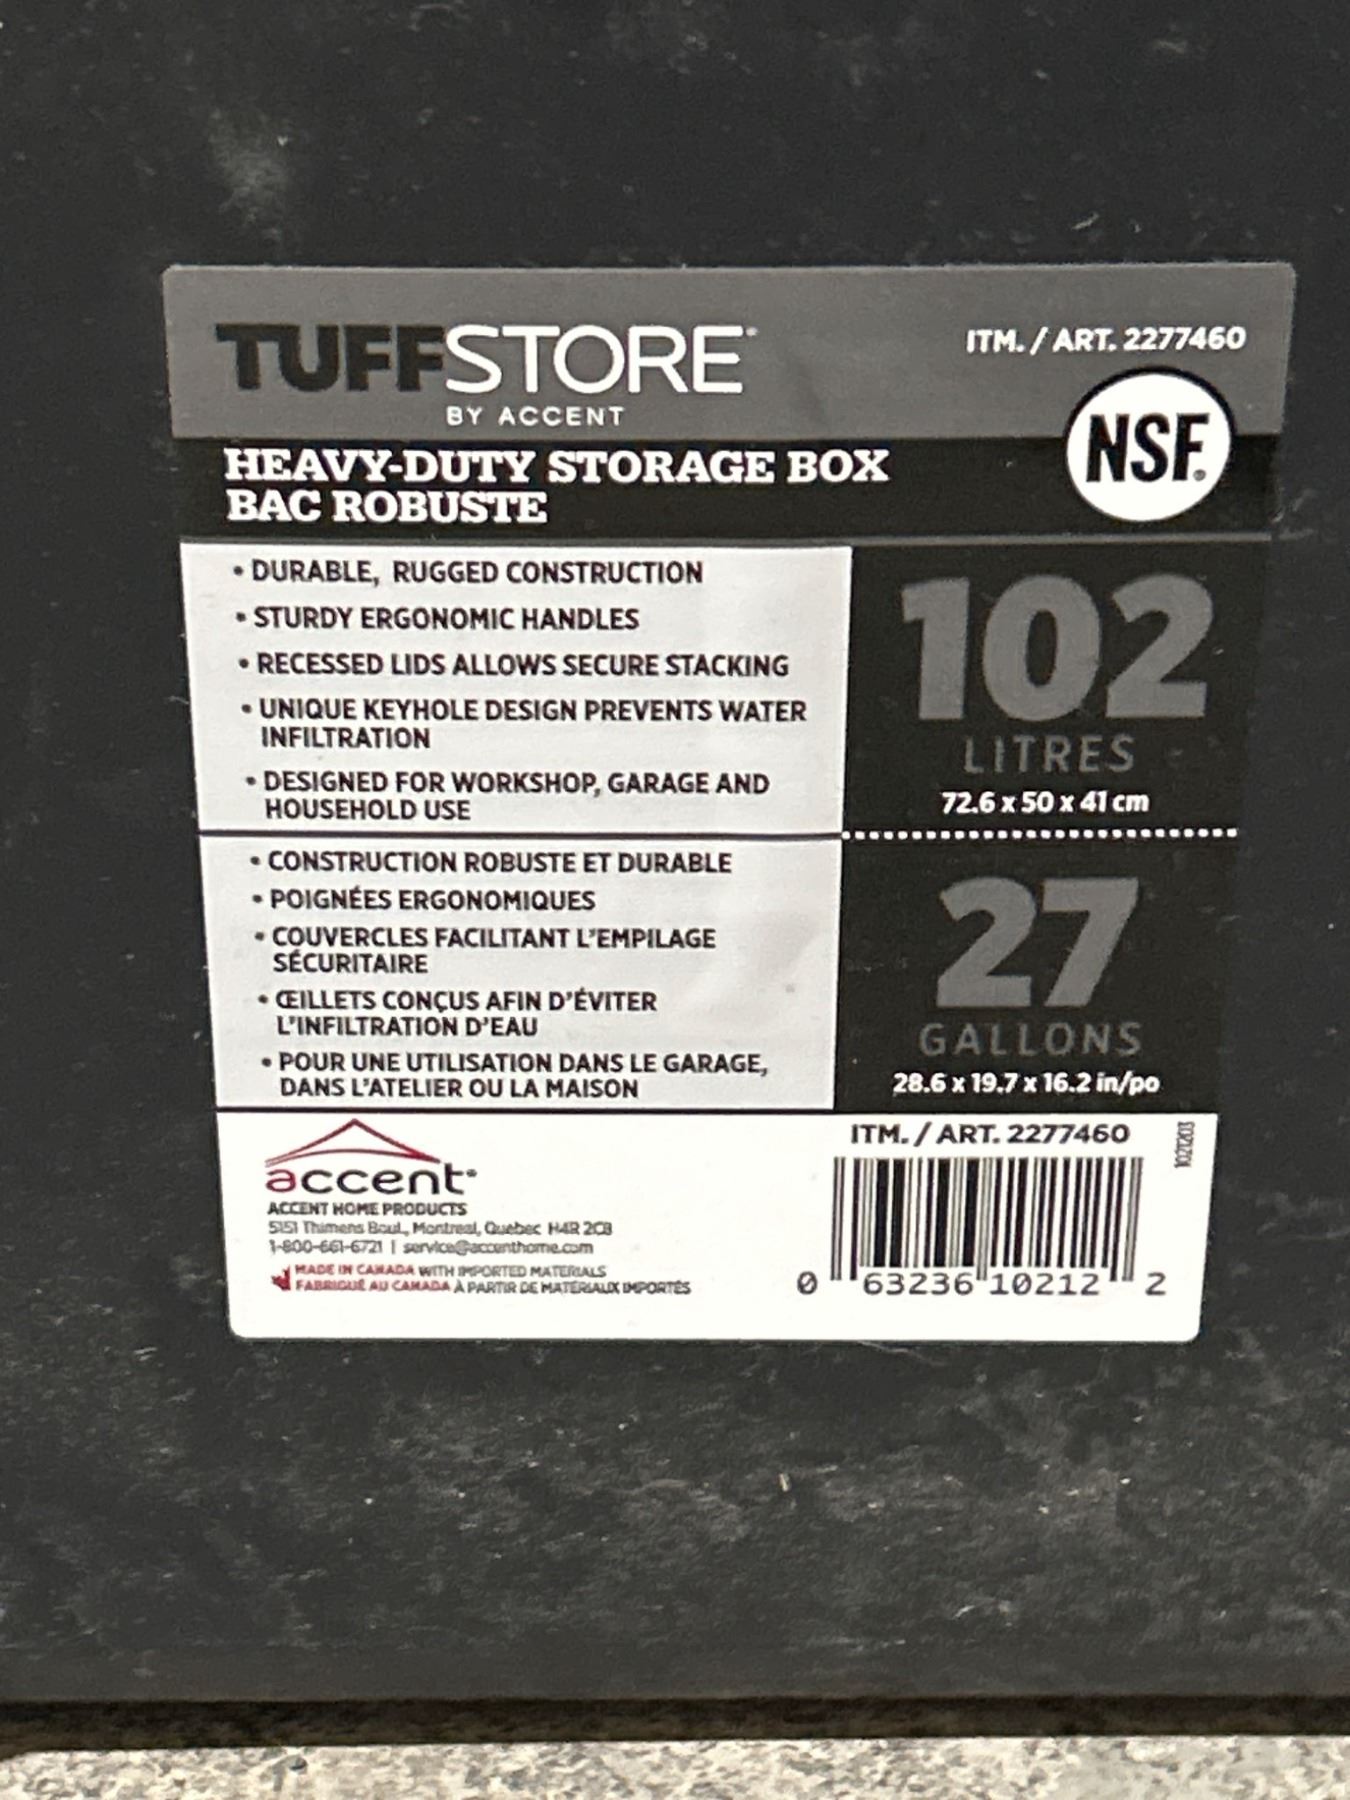 TUFFSTORE
BY ACCENT
ITM. / ART. 2277460
NSF®
HEAVY-DUTY STORAGE BOX
BAC ROBUSTE
• DURABLE, RUGGED CONSTRUCTION
• STURDY ERGONOMIC HANDLES
• RECESSED LIDS ALLOWS SECURE STACKING
• UNIQUE KEYHOLE DESIGN PREVENTS WATER
INFILTRATION
• DESIGNED FOR WORKSHOP, GARAGE AND
HOUSEHOLD USE
102
LITRES
72.6 x 50 x 41 cm
• CONSTRUCTION ROBUSTE ET DURABLE
• POIGNÉES ERGONOMIQUES
• COUVERCLES FACILITANT L'EMPILAGE
SÉCURITAIRE
• ŒILLETS CONÇUS AFIN D'ÉVITER
L'INFILTRATION D'EAU
• POUR UNE UTILISATION DANS LE GARAGE,
DANS L'ATELIER OU LA MAISON
27
GALLONS
28.6 x 19.7 x 16.2 in/po
accent®
ACCENT HOME PRODUCTS
5151 Thimens Boul., Montreal, Quebec H4R 2C8
1-800-661-6721 | service@accenthome.com
MADE IN CANADA WITH IMPORTED MATERIALS
FABRIQUÉ AU CANADA À PARTIR DE MATÉRIAUX IMPORTÉS
ITM. / ART. 2277460
1021203
0 63236 10212 2